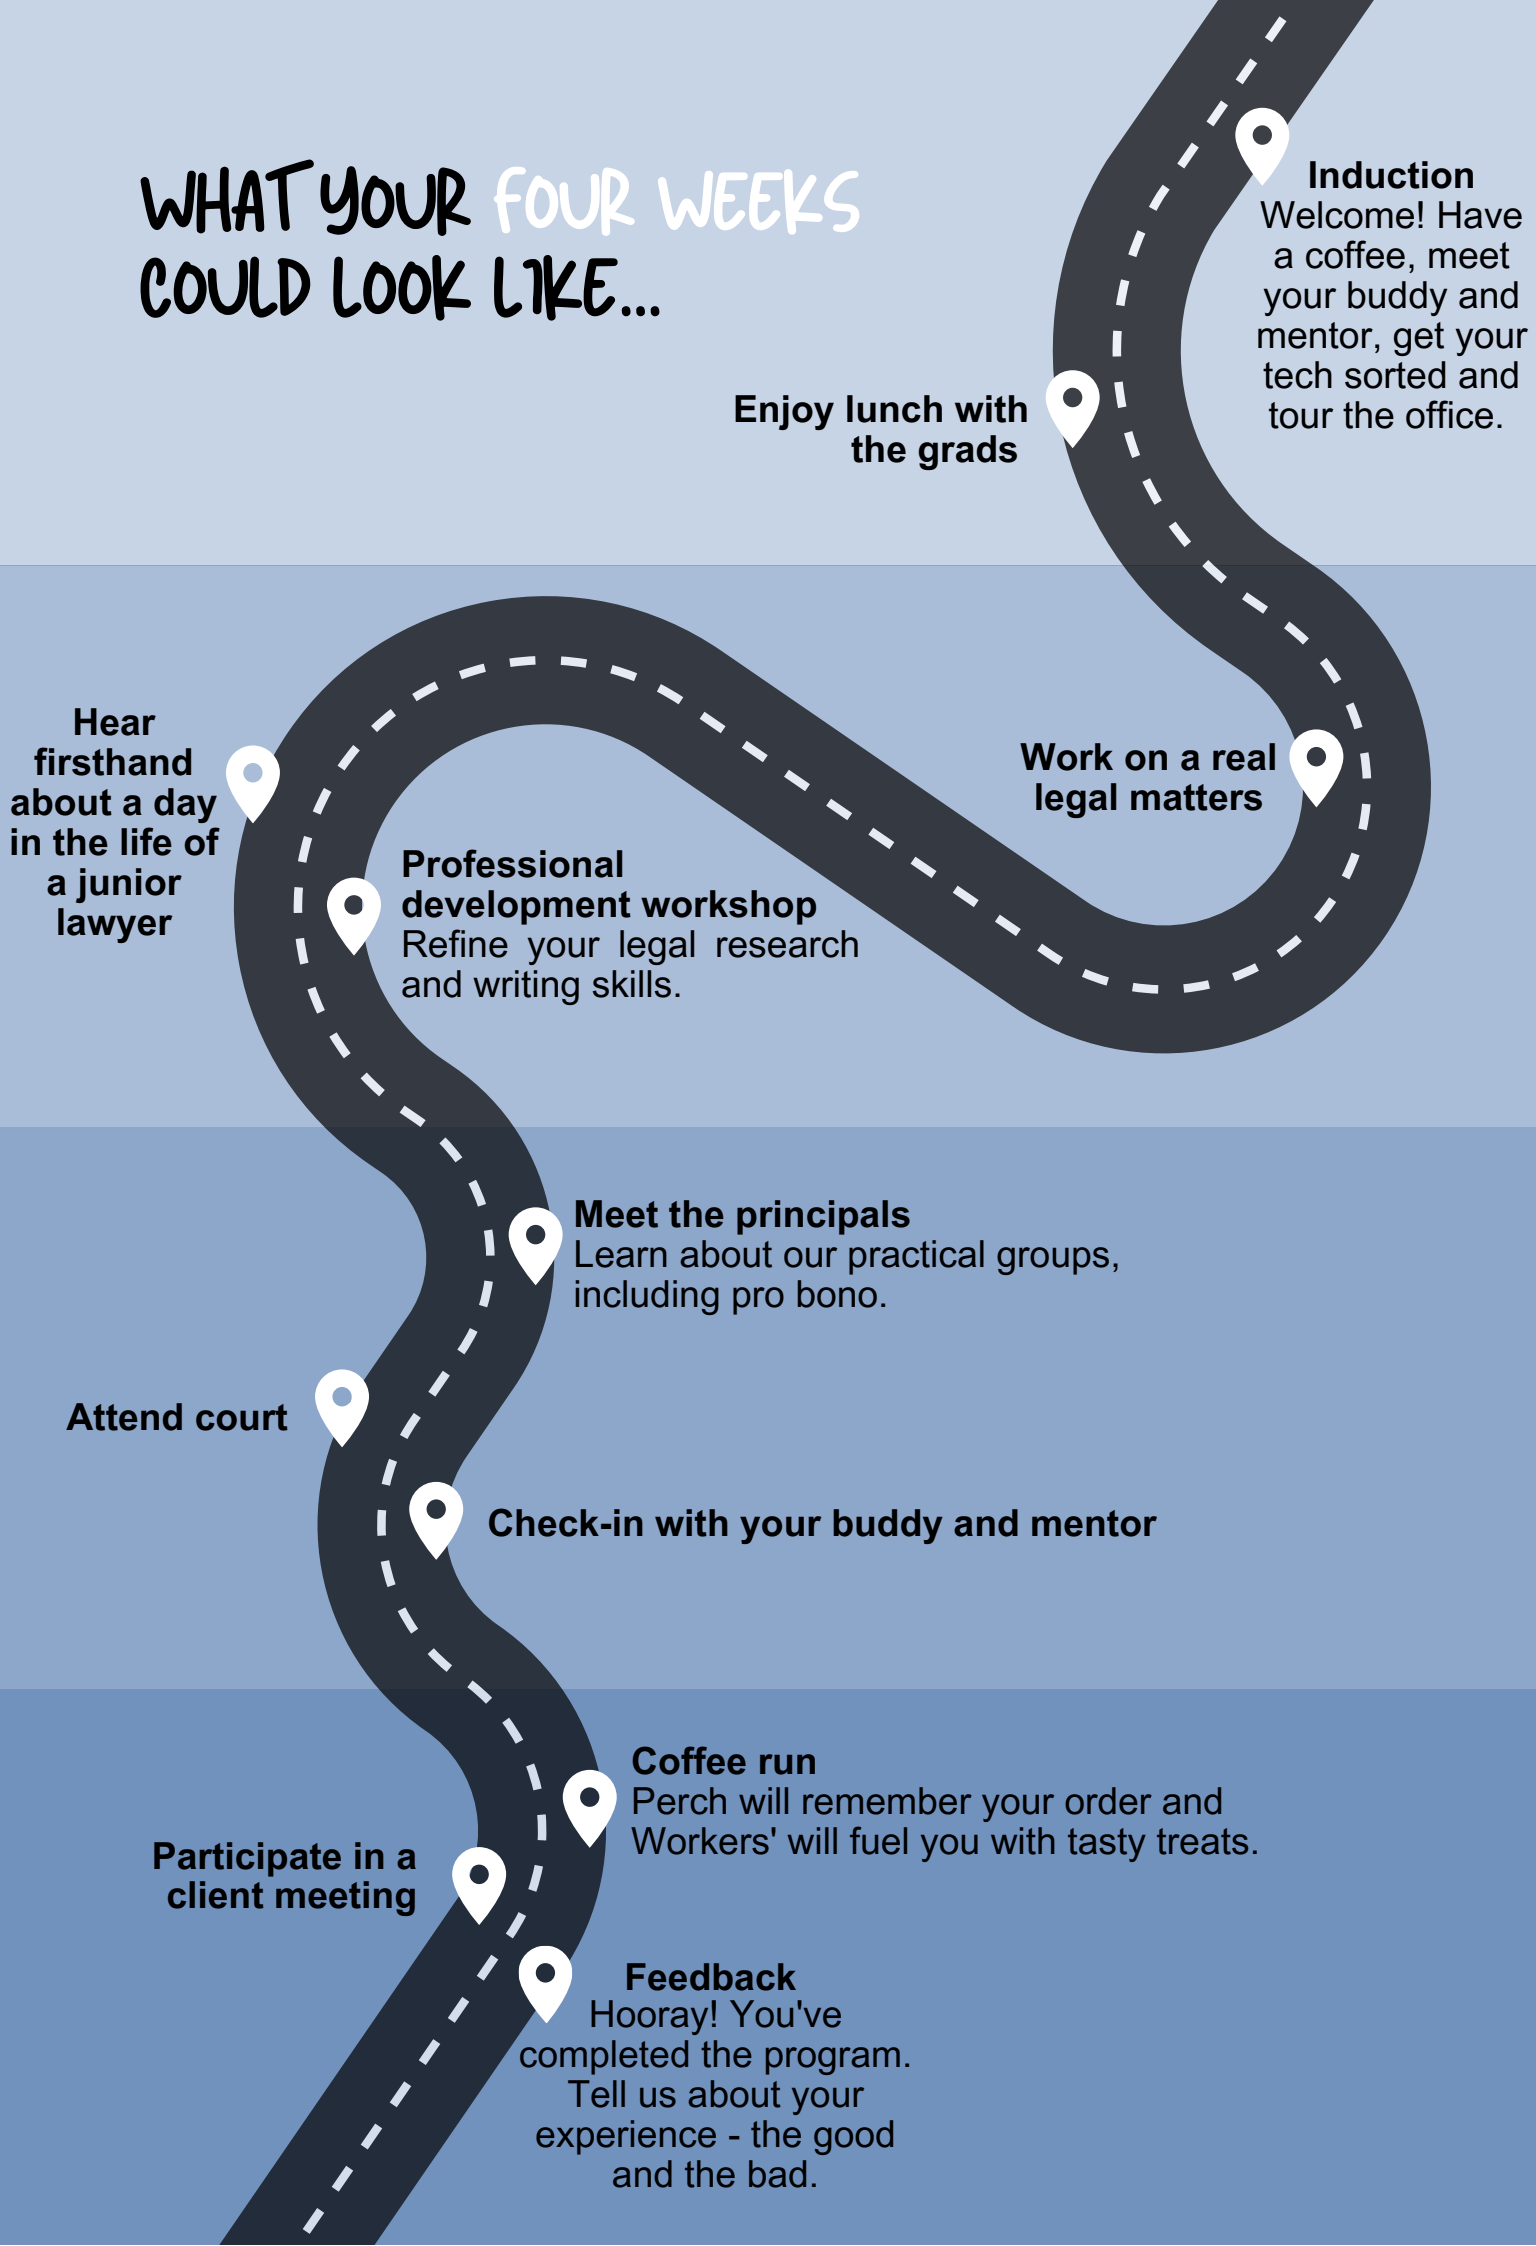 WHAT YOUR FOUR WEEKS
COULD LOOK LIKE...
Induction
Welcome! Have
a coffee, meet
your buddy and
mentor, get your
tech sorted and
tour the office.
Enjoy lunch with
the grads
Work on a real
legal matters
Hear
firsthand
about a day
in the life of
a junior
lawyer
Professional
development workshop
Refine your legal research
and writing skills.
Meet the principals
Learn about our practical groups,
including pro bono.
Attend court
Check-in with your buddy and mentor
Coffee run
Perch will remember your order and
Workers' will fuel you with tasty treats.
Participate in a
client meeting
Feedback
Hooray! You've
completed the program.
Tell us about your
experience - the good
and the bad.